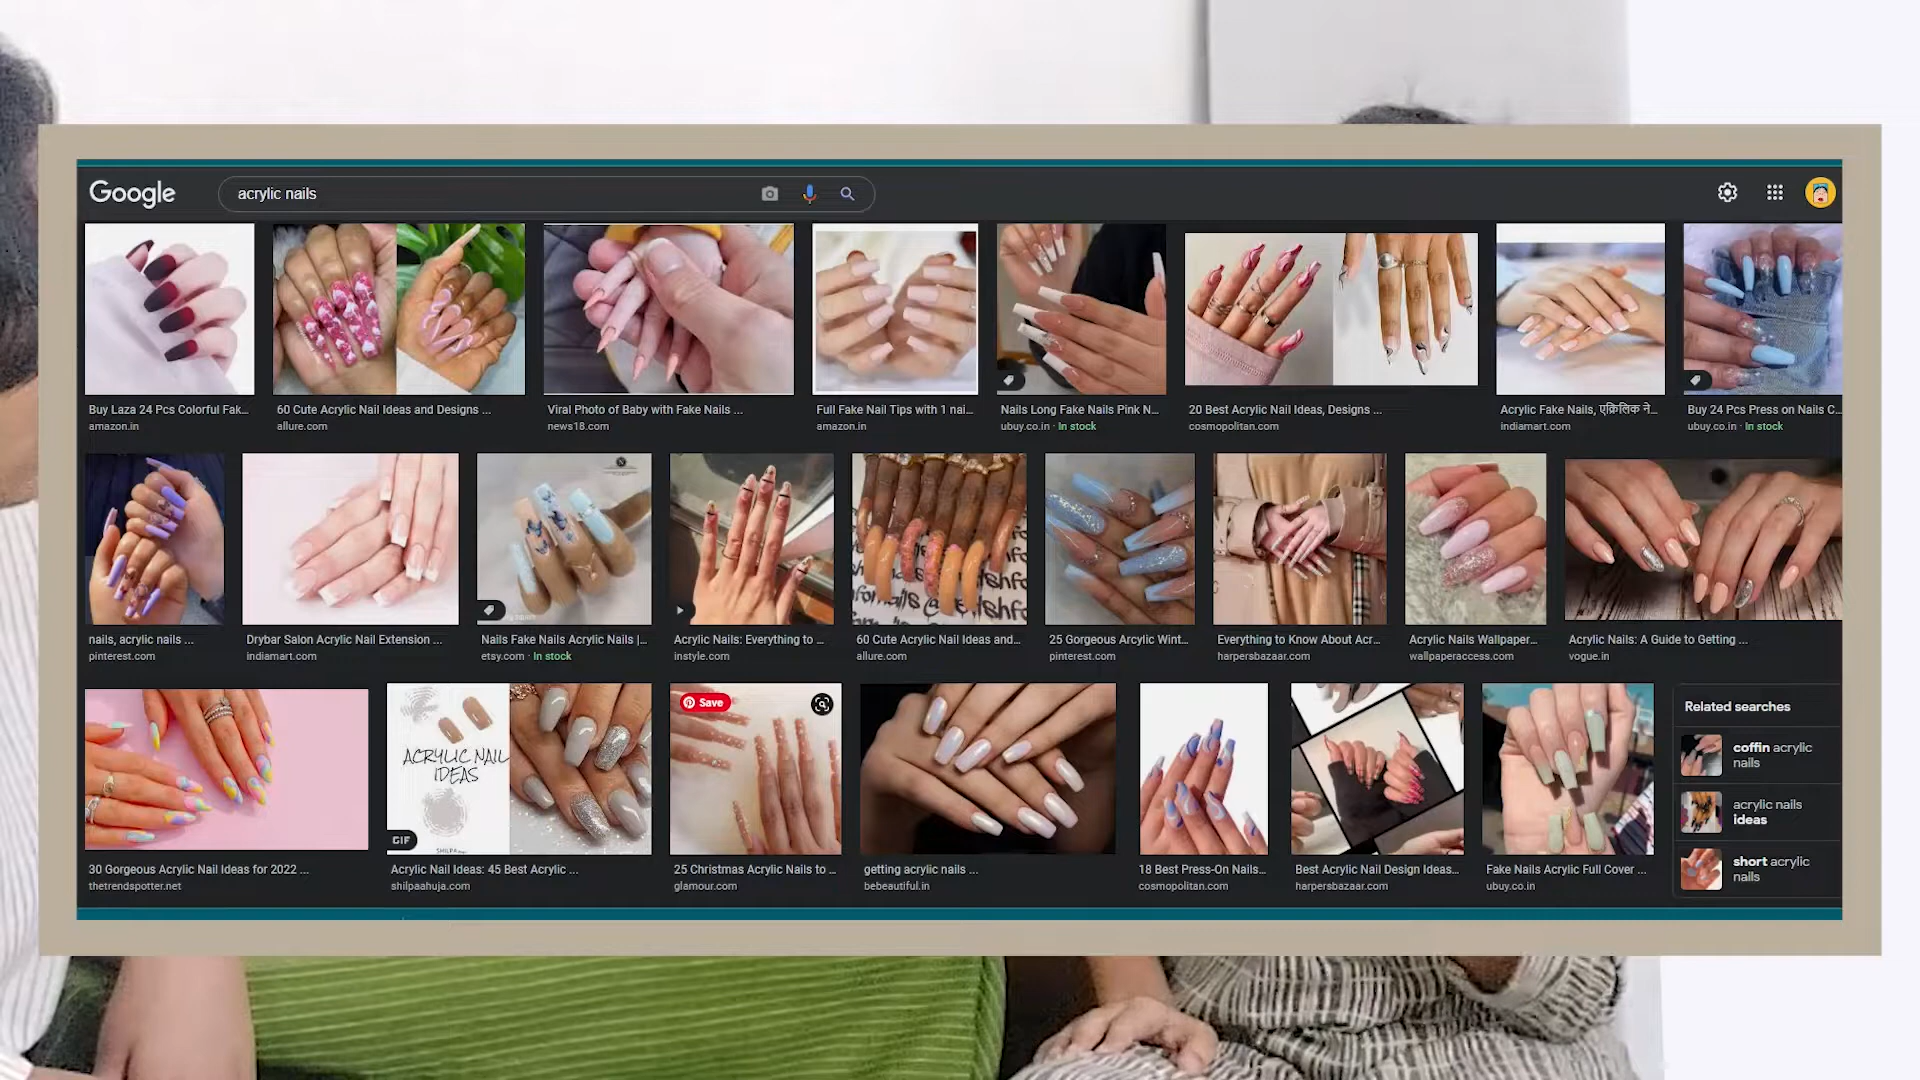 Google
acrylic nails
Buy Laza 24 Pcs Colorful Fak...
amazon.in
60 Cute Acrylic Nail Ideas and Designs ...
allure.com
Viral Photo of Baby with Fake Nails ...
news18.com
Full Fake Nail Tips with 1 nai...
amazon.in
Nails Long Fake Nails Pink N...
ubuy.co.in · In stock
20 Best Acrylic Nail Ideas, Designs ...
cosmopolitan.com
Acrylic Fake Nails, एक्रिलिक ने...
indiamart.com
Buy 24 Pcs Press on Nails C...
ubuy.co.in · In stock
nails, acrylic nails ...
pinterest.com
Drybar Salon Acrylic Nail Extension ...
indiamart.com
Nails Fake Nails Acrylic Nails |...
etsy.com · In stock
Acrylic Nails: Everything to ...
instyle.com
60 Cute Acrylic Nail Ideas and...
allure.com
25 Gorgeous Arcylic Wint...
pinterest.com
Everything to Know About Acr...
harpersbazaar.com
Acrylic Nails Wallpaper...
wallpaperaccess.com
Acrylic Nails: A Guide to Getting ...
vogue.in
ACRYLIC NAIL
IDEAS
GIF
Save
30 Gorgeous Acrylic Nail Ideas for 2022 ...
thetrendspotter.net
Acrylic Nail Ideas: 45 Best Acrylic ...
shilpaahuja.com
25 Christmas Acrylic Nails to ...
glamour.com
getting acrylic nails ...
bebeautiful.in
18 Best Press-On Nails...
cosmopolitan.com
Best Acrylic Nail Design Ideas...
harpersbazaar.com
Fake Nails Acrylic Full Cover ...
ubuy.co.in
Related searches
coffin acrylic
nails
acrylic nails
ideas
short acrylic
nails